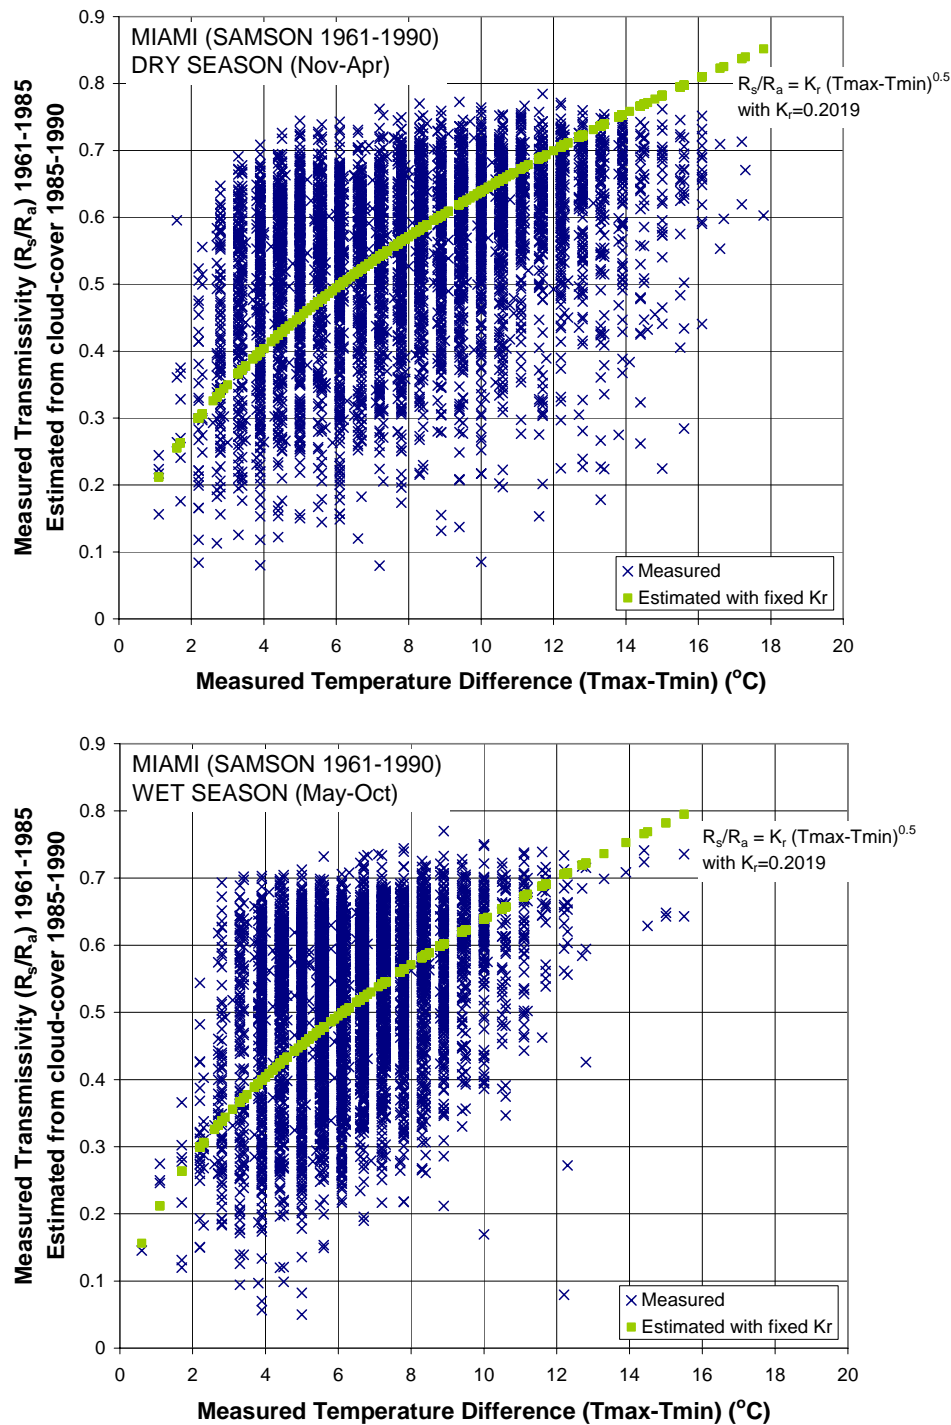 MIAMI (SAMSON 1961-1990)
DRY SEASON (Nov-Apr)
Rs/Ra = Kr (Tmax-Tmin)^0.5
with Kr=0.2019
Measured Transmissivity (Rs/Ra) 1961-1985
Estimated from cloud-cover 1985-1990
0.9
0.8
0.7
0.6
0.5
0.4
0.3
0.2
0.1
0
Measured
Estimated with fixed Kr
0 2 4 6 8 10 12 14 16 18 20
Measured Temperature Difference (Tmax-Tmin) (oC)
MIAMI (SAMSON 1961-1990)
WET SEASON (May-Oct)
Rs/Ra = Kr (Tmax-Tmin)^0.5
with Kr=0.2019
Measured Transmissivity (Rs/Ra) 1961-1985
Estimated from cloud-cover 1985-1990
0.9
0.8
0.7
0.6
0.5
0.4
0.3
0.2
0.1
0
Measured
Estimated with fixed Kr
0 2 4 6 8 10 12 14 16 18 20
Measured Temperature Difference (Tmax-Tmin) (oC)